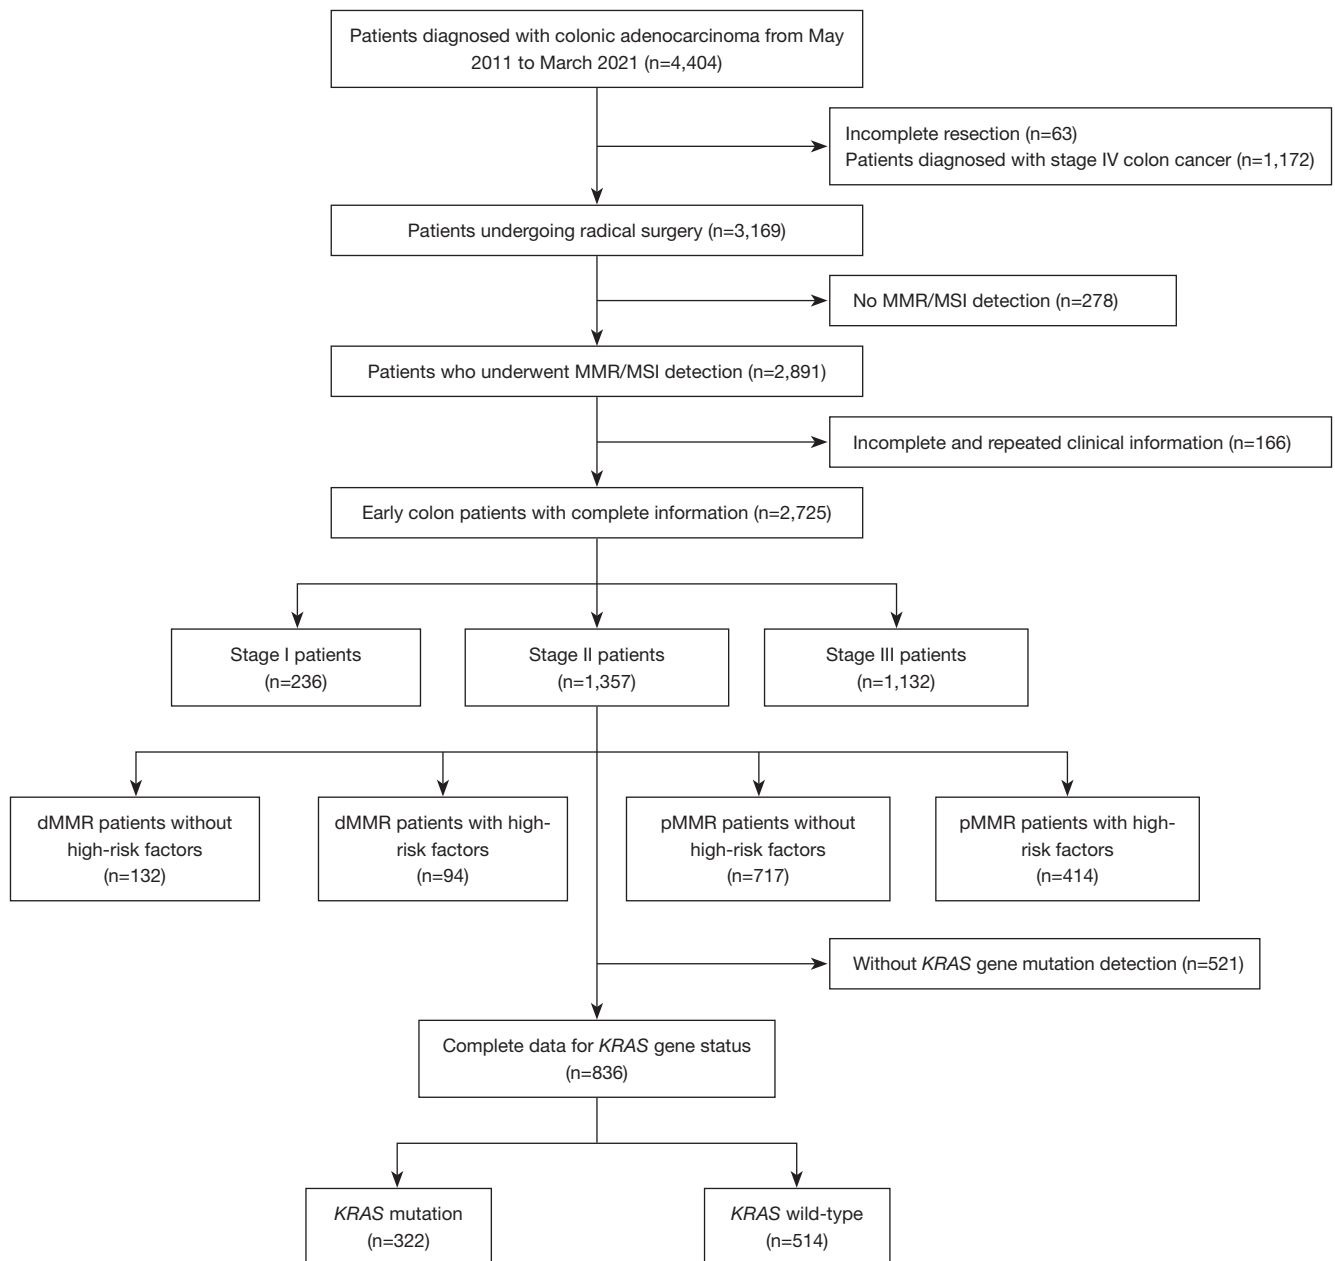 Patients diagnosed with colonic adenocarcinoma from May
2011 to March 2021 (n=4,404)
Incomplete resection (n=63)
Patients diagnosed with stage IV colon cancer (n=1,172)
Patients undergoing radical surgery (n=3,169)
No MMR/MSI detection (n=278)
Patients who underwent MMR/MSI detection (n=2,891)
Incomplete and repeated clinical information (n=166)
Early colon patients with complete information (n=2,725)
Stage I patients
(n=236)
Stage II patients
(n=1,357)
Stage III patients
(n=1,132)
dMMR patients without
high-risk factors
(n=132)
dMMR patients with high-
risk factors
(n=94)
pMMR patients without
high-risk factors
(n=717)
pMMR patients with high-
risk factors
(n=414)
Without KRAS gene mutation detection (n=521)
Complete data for KRAS gene status
(n=836)
KRAS mutation
(n=322)
KRAS wild-type
(n=514)